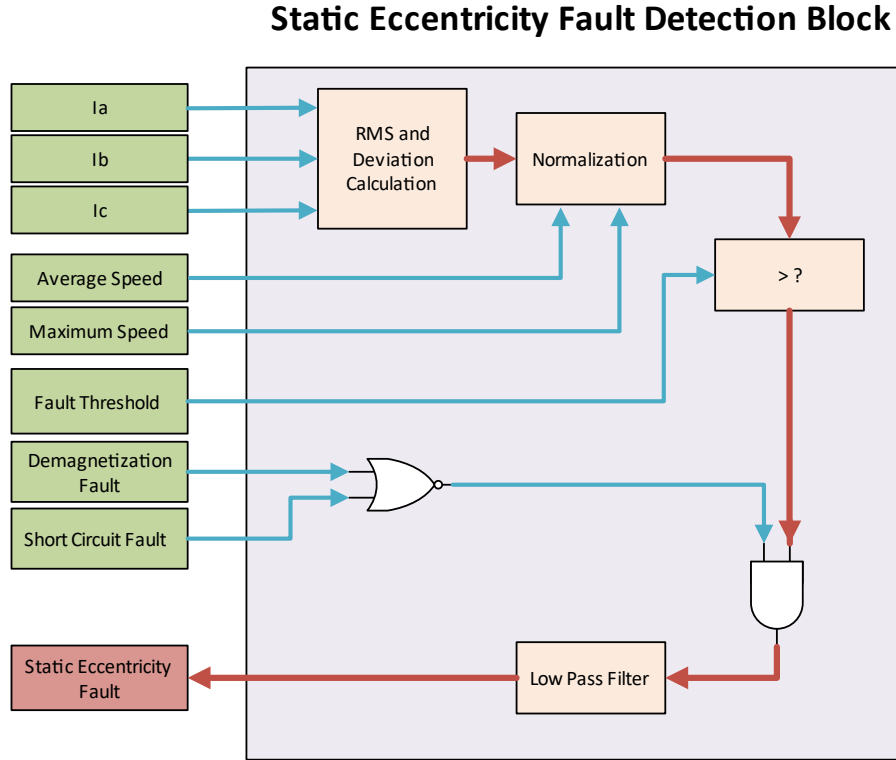 Static Eccentricity Fault Detection Block
Ia
Ib
Ic
RMS and
Deviation
Calculation
Normalization
Average Speed
> ?
Maximum Speed
Fault Threshold
Demagnetization
Fault
Short Circuit Fault
Static Eccentricity
Fault
Low Pass Filter